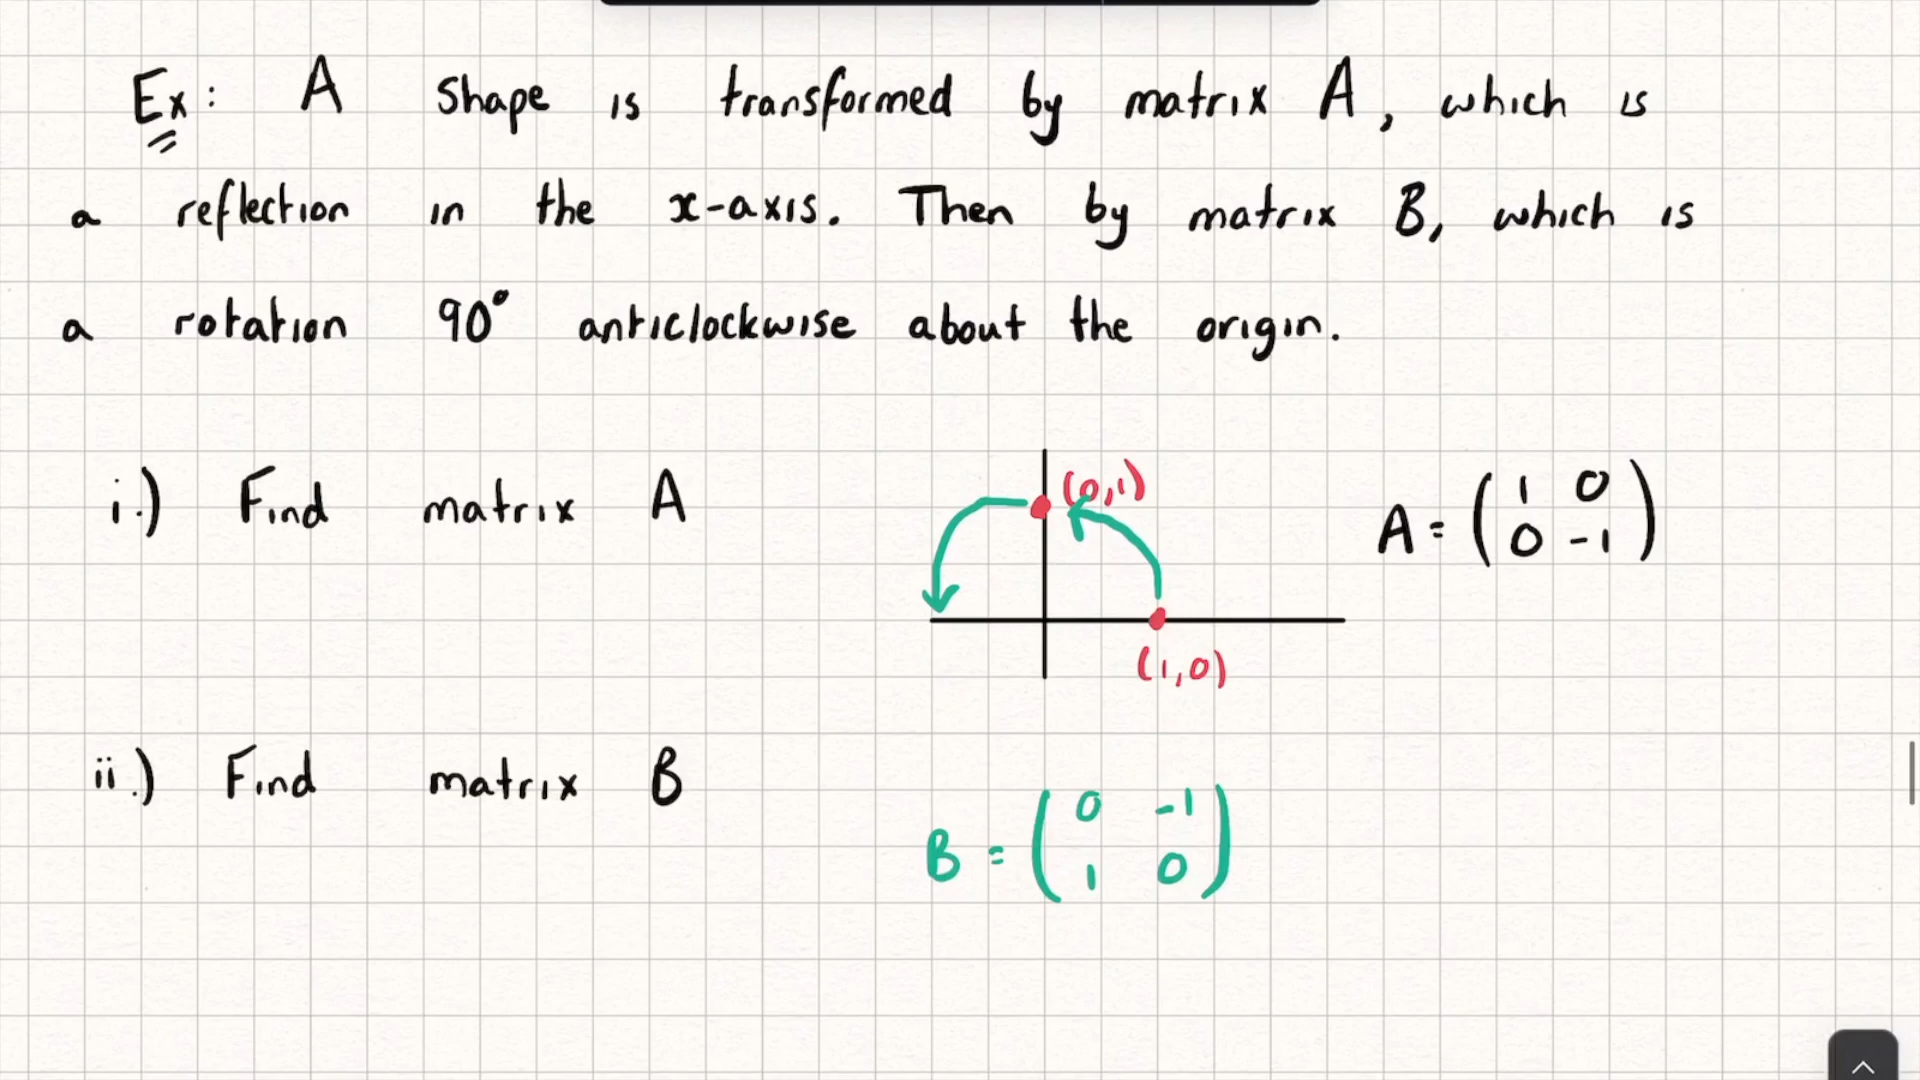 Ex: A shape is transformed by matrix A, which is
a reflection in the x-axis. Then by matrix B, which is
a rotation 90° anticlockwise about the origin.
i.) Find matrix A
(0,1)
(1,0)
A = ( 1 0
0 -1 )
ii.) Find matrix B
B = ( 0 -1
1 0 )